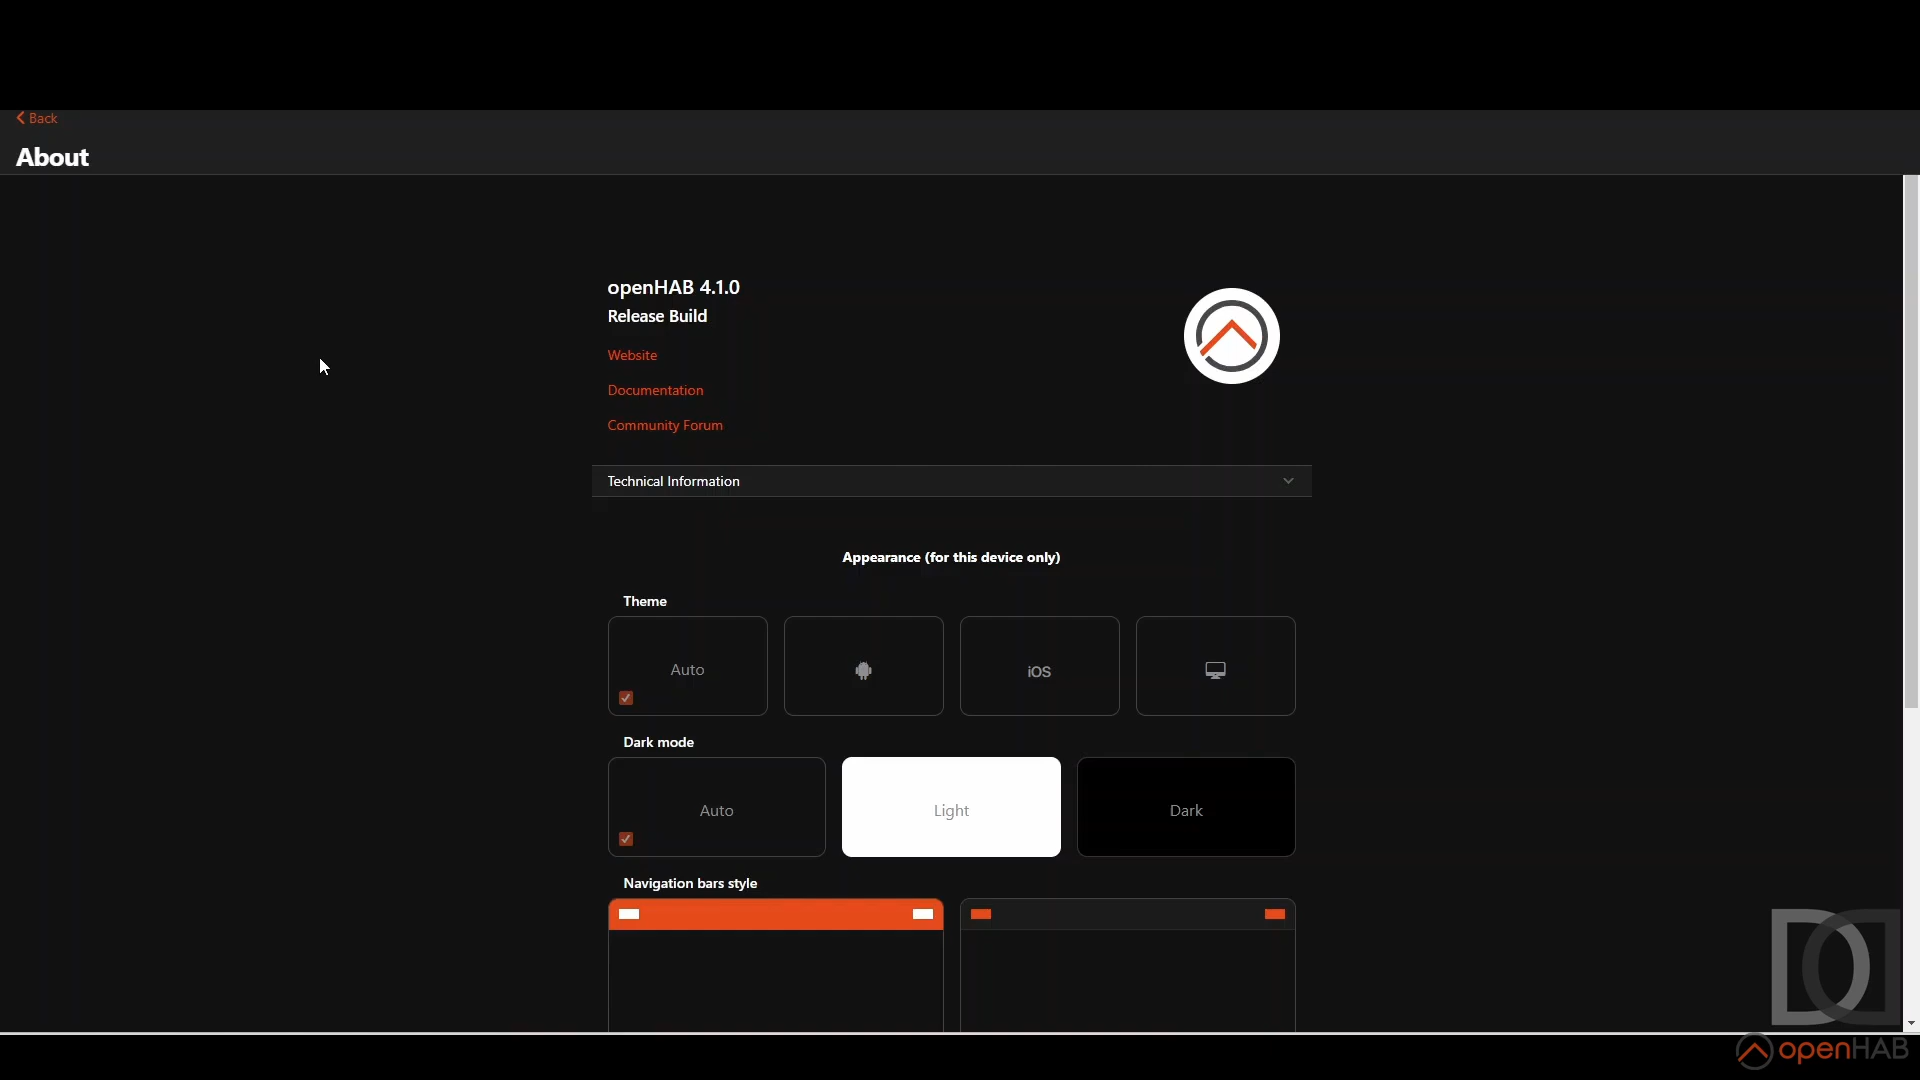 Back
About
openHAB 4.1.0
Release Build
Website
Documentation
Community Forum
Technical Information
Appearance (for this device only)
Theme
Auto
iOS
Dark mode
Auto
Light
Dark
Navigation bars style
openHAB